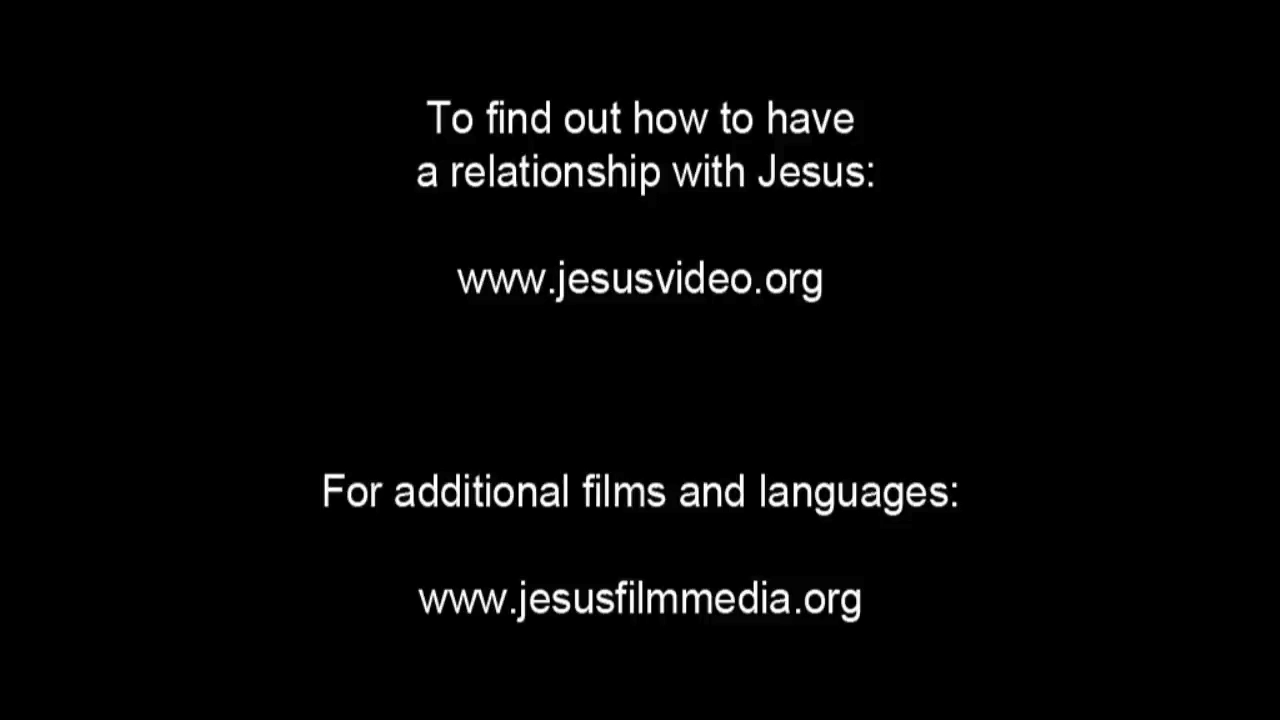 To find out how to have
a relationship with Jesus:
www.jesusvideo.org
For additional films and languages:
www.jesusfilmmedia.org